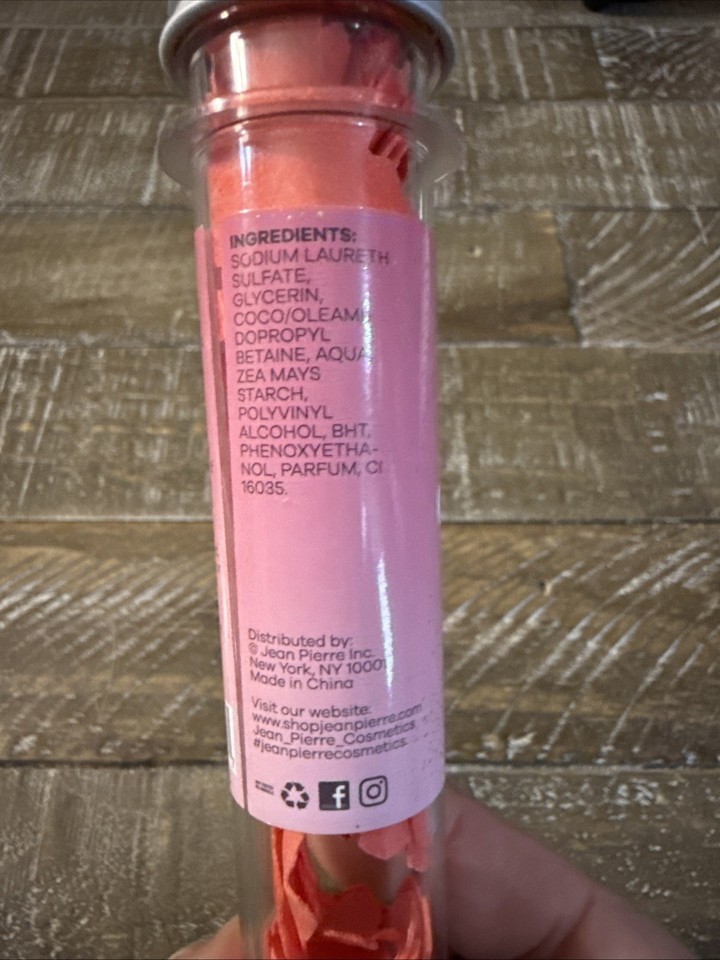 INGREDIENTS:
SODIUM LAURETH
SULFATE,
GLYCERIN,
COCO/OLEAMI
DOPROPYL
BETAINE, AQUA
ZEA MAYS
STARCH,
POLYVINYL
ALCOHOL, BHT,
PHENOXYETHA-
NOL, PARFUM, CI
16035.
Distributed by:
© Jean Pierre Inc.
New York, NY 10001
Made in China
Visit our website:
www.shopjeanpierre.com
Jean_Pierre_Cosmetics
#jeanpierrecosmetics.
f